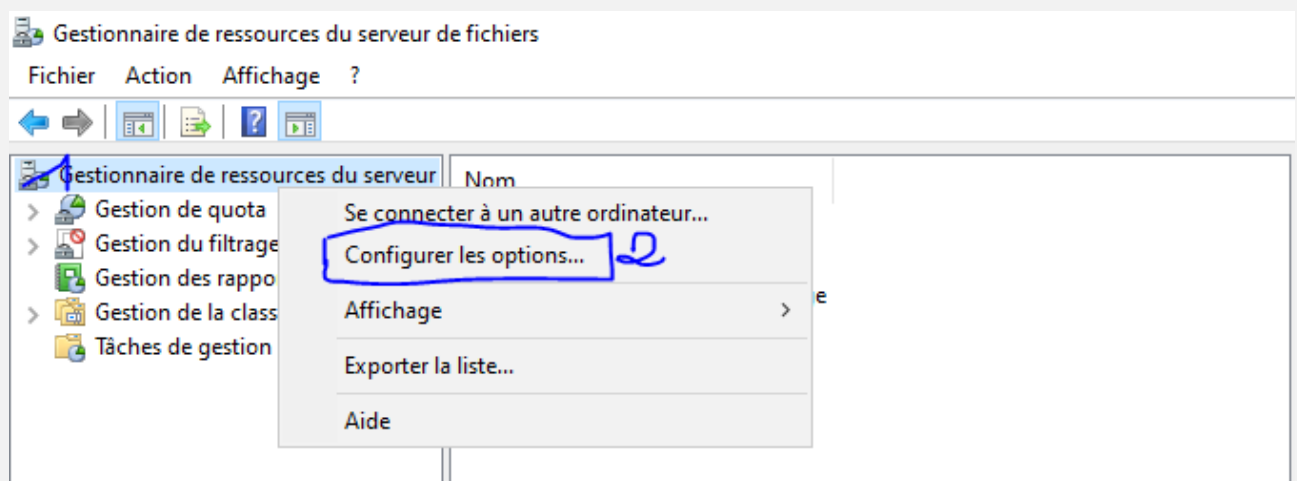 Gestionnaire de ressources du serveur de fichiers
Fichier Action Affichage ?
1 Gestionnaire de ressources du serveur
Nom
Gestion de quota
Se connecter à un autre ordinateur...
Gestion du filtrage
Configurer les options... 2
Gestion des rappo
Gestion de la class
Affichage
e
Tâches de gestion
Exporter la liste...
Aide